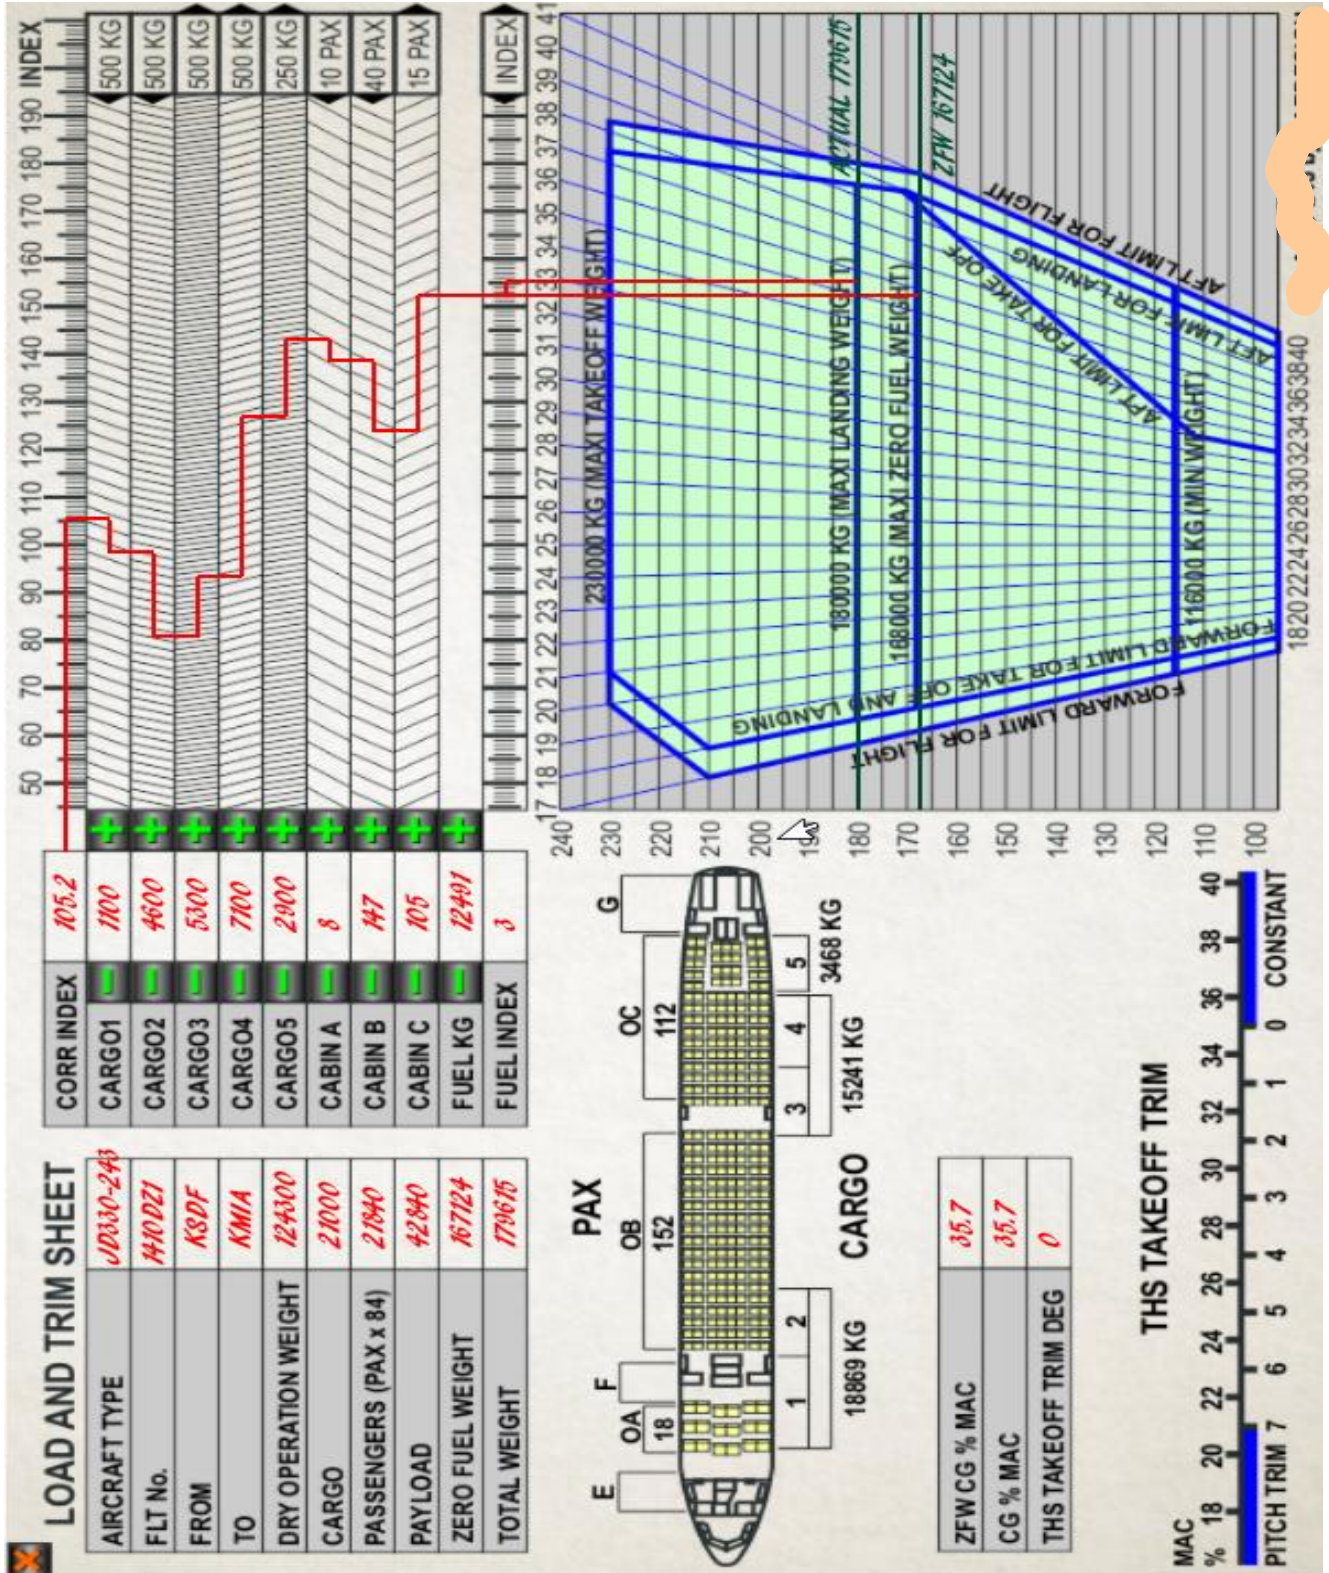 LOAD AND TRIM SHEET
AIRCRAFT TYPE JD330-243
FLT No. 1410DZ1
FROM KSDF
TO KMIA
DRY OPERATION WEIGHT 124300
CARGO 21000
PASSENGERS (PAX x 84) 21840
PAYLOAD 42840
ZERO FUEL WEIGHT 167124
TOTAL WEIGHT 179615
CORR INDEX 105.2
CARGO1 − 1100 +
CARGO2 − 4600 +
CARGO3 − 5300 +
CARGO4 − 7100 +
CARGO5 − 2900 +
CABIN A − 8 +
CABIN B − 147 +
CABIN C − 105 +
FUEL KG − 12491 +
FUEL INDEX 3
50 60 70 80 90 100 110 120 130 140 150 160 170 180 190 INDEX
500 KG
500 KG
500 KG
500 KG
250 KG
10 PAX
40 PAX
15 PAX
INDEX
PAX
E OA F OB OC G
18 152 112
1 2 3 4 5
18869 KG 15241 KG 3468 KG
CARGO
ZFW CG % MAC 35.7
CG % MAC 35.7
THS TAKEOFF TRIM DEG 0
THS TAKEOFF TRIM
MAC
% 18 20 22 24 26 28 30 32 34 36 38 40
PITCH TRIM 7 6 5 4 3 2 1 0 CONSTANT
17 18 19 20 21 22 23 24 25 26 27 28 29 30 31 32 33 34 35 36 37 38 39 40 41
240
230
220
210
200
190
180
170
160
150
140
130
120
110
100
230000 KG (MAXI TAKEOFF WEIGHT)
180000 KG (MAXI LANDING WEIGHT)
ACTUAL 179615
168000 KG (MAXI ZERO FUEL WEIGHT)
ZFW 167124
116000 KG (MIN WEIGHT)
FORWARD LIMIT FOR TAKE OFF AND LANDING
FORWARD LIMIT FOR FLIGHT
AFT LIMIT FOR TAKE OFF
AFT LIMIT FOR LANDING
AFT LIMIT FOR FLIGHT
1820222426283032343638 40